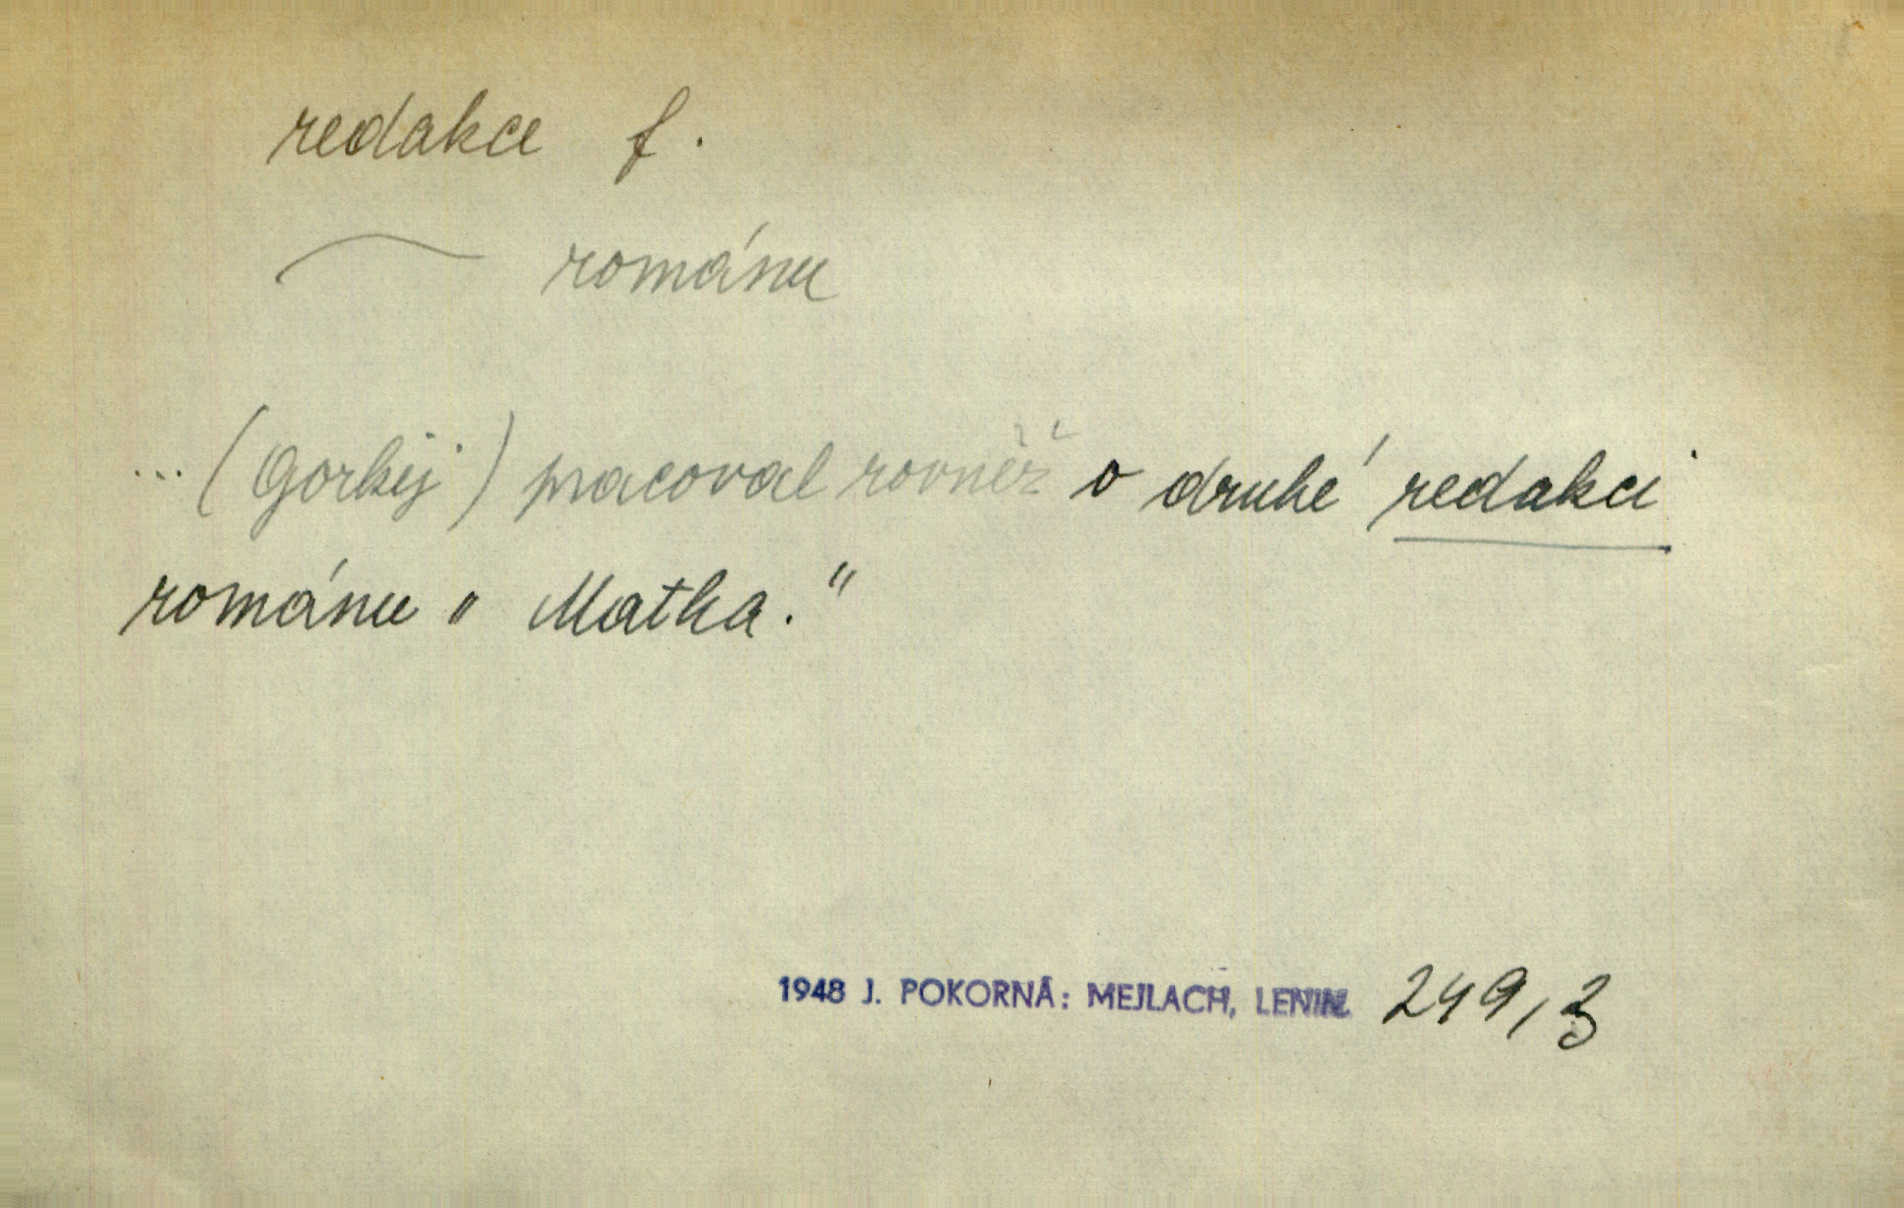 redakce f.
románu
... (Gorkij) pracoval rovněž o druhé redakci
románu „Matka.“
1948 J. POKORNÁ: MEJLACH, LENIN 249,3